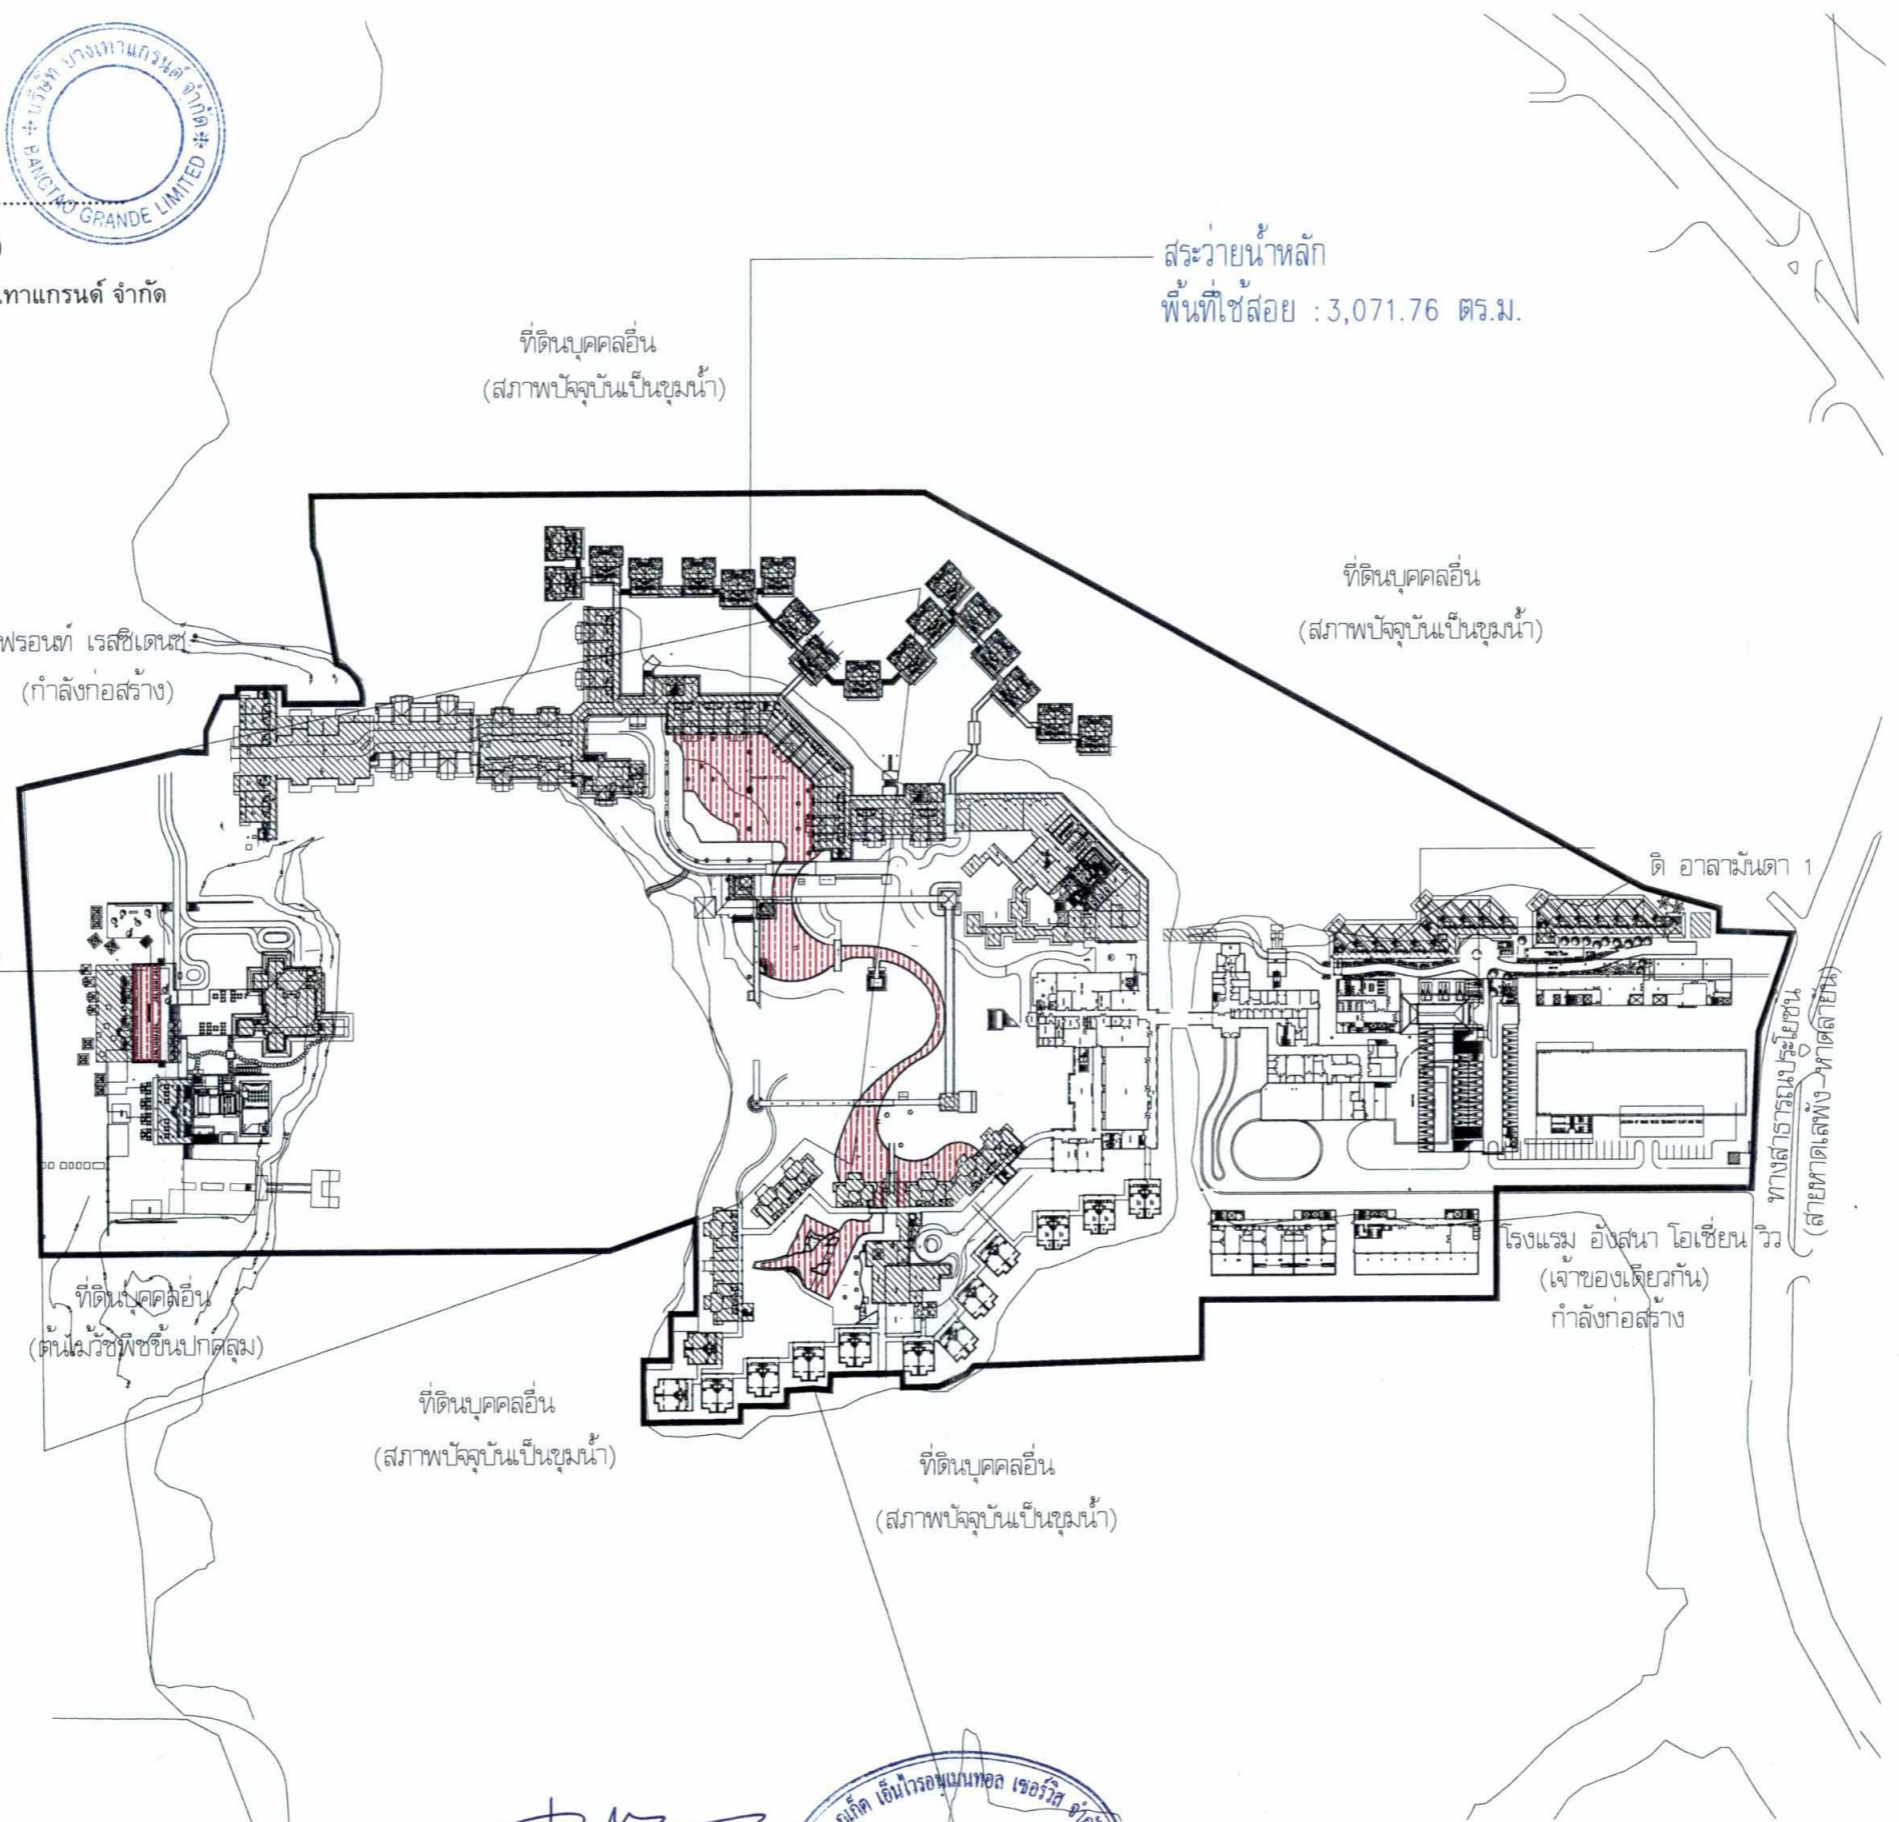 บริษัท บางเทาแกรนด์ จำกัด
BANGTAO GRANDE LIMITED
)
เทาแกรนด์ จำกัด
สระว่ายน้ำหลัก
พื้นที่ใช้สอย : 3,071.76 ตร.ม.
ที่ดินบุคคลอื่น
(สภาพปัจจุบันเป็นขุมน้ำ)
ที่ดินบุคคลอื่น
(สภาพปัจจุบันเป็นขุมน้ำ)
ฟรอนท์ เรสซิเดนซ
(กำลังก่อสร้าง)
ดิ อาลามันดา 1
ทางสาธารณประโยชน
(สายหาดเลพัง-หาดลายัน)
โรงแรม อังสนา โอเชี่ยน วิว
(เจ้าของเดียวกัน)
กำลังก่อสร้าง
ที่ดินบุคคลอื่น
(ต้นไม้วัชพืชขึ้นปกคลุม)
ที่ดินบุคคลอื่น
(สภาพปัจจุบันเป็นขุมน้ำ)
ที่ดินบุคคลอื่น
(สภาพปัจจุบันเป็นขุมน้ำ)
เอ็นไวรอนเมนทอล เซอร์วิส